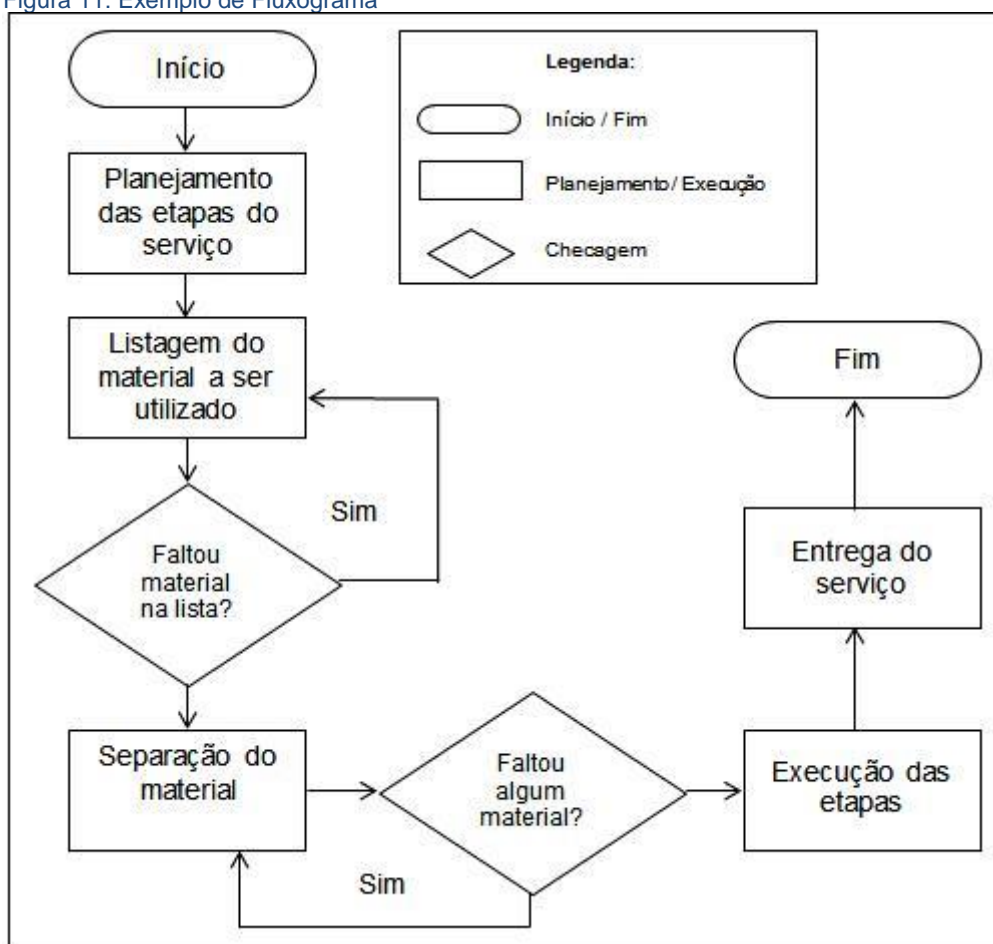 Figura 11: Exemplo de Fluxograma
Início
Legenda:
Início / Fim
Planejamento / Execução
Checagem
Planejamento
das etapas do
serviço
Listagem do
material a ser
utilizado
Sim
Faltou
material
na lista?
Separação do
material
Faltou
algum
material?
Sim
Execução das
etapas
Entrega do
serviço
Fim